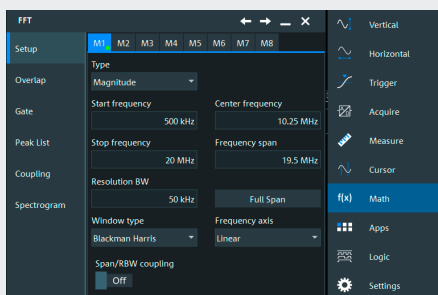 FFT
Setup
Overlap
Gate
Peak List
Coupling
Spectrogram
M1 M2 M3 M4 M5 M6 M7 M8
Type
Magnitude
Start frequency
500 kHz
Center frequency
10.25 MHz
Stop frequency
20 MHz
Frequency span
19.5 MHz
Resolution BW
50 kHz
Full Span
Window type
Blackman Harris
Frequency axis
Linear
Span/RBW coupling
Off
Vertical
Horizontal
Trigger
Acquire
Measure
Cursor
f(x) Math
Apps
Logic
Settings